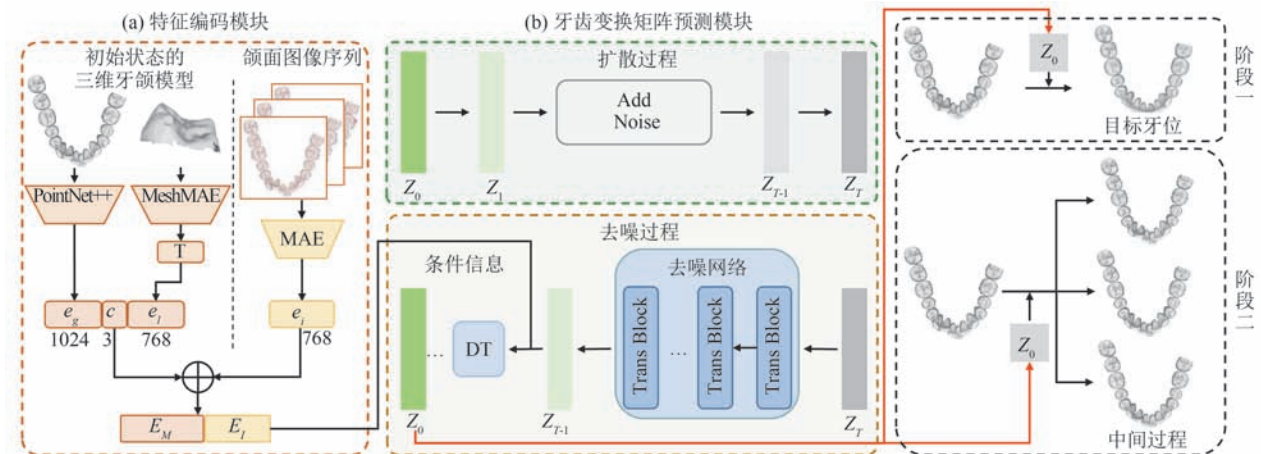 (a) 特征编码模块
初始状态的
三维牙颌模型
颌面图像序列
PointNet++
MeshMAE
MAE
T
e_g
c
e_l
e_i
1024
3
768
768
E_M
E_I
(b) 牙齿变换矩阵预测模块
扩散过程
Add
Noise
Z_0
Z_1
Z_{T-1}
Z_T
去噪过程
条件信息
去噪网络
...
DT
Trans Block
...
Trans Block
Trans Block
Z_0
Z_{T-1}
Z_T
Z_0
目标牙位
阶段一
Z_0
中间过程
阶段二